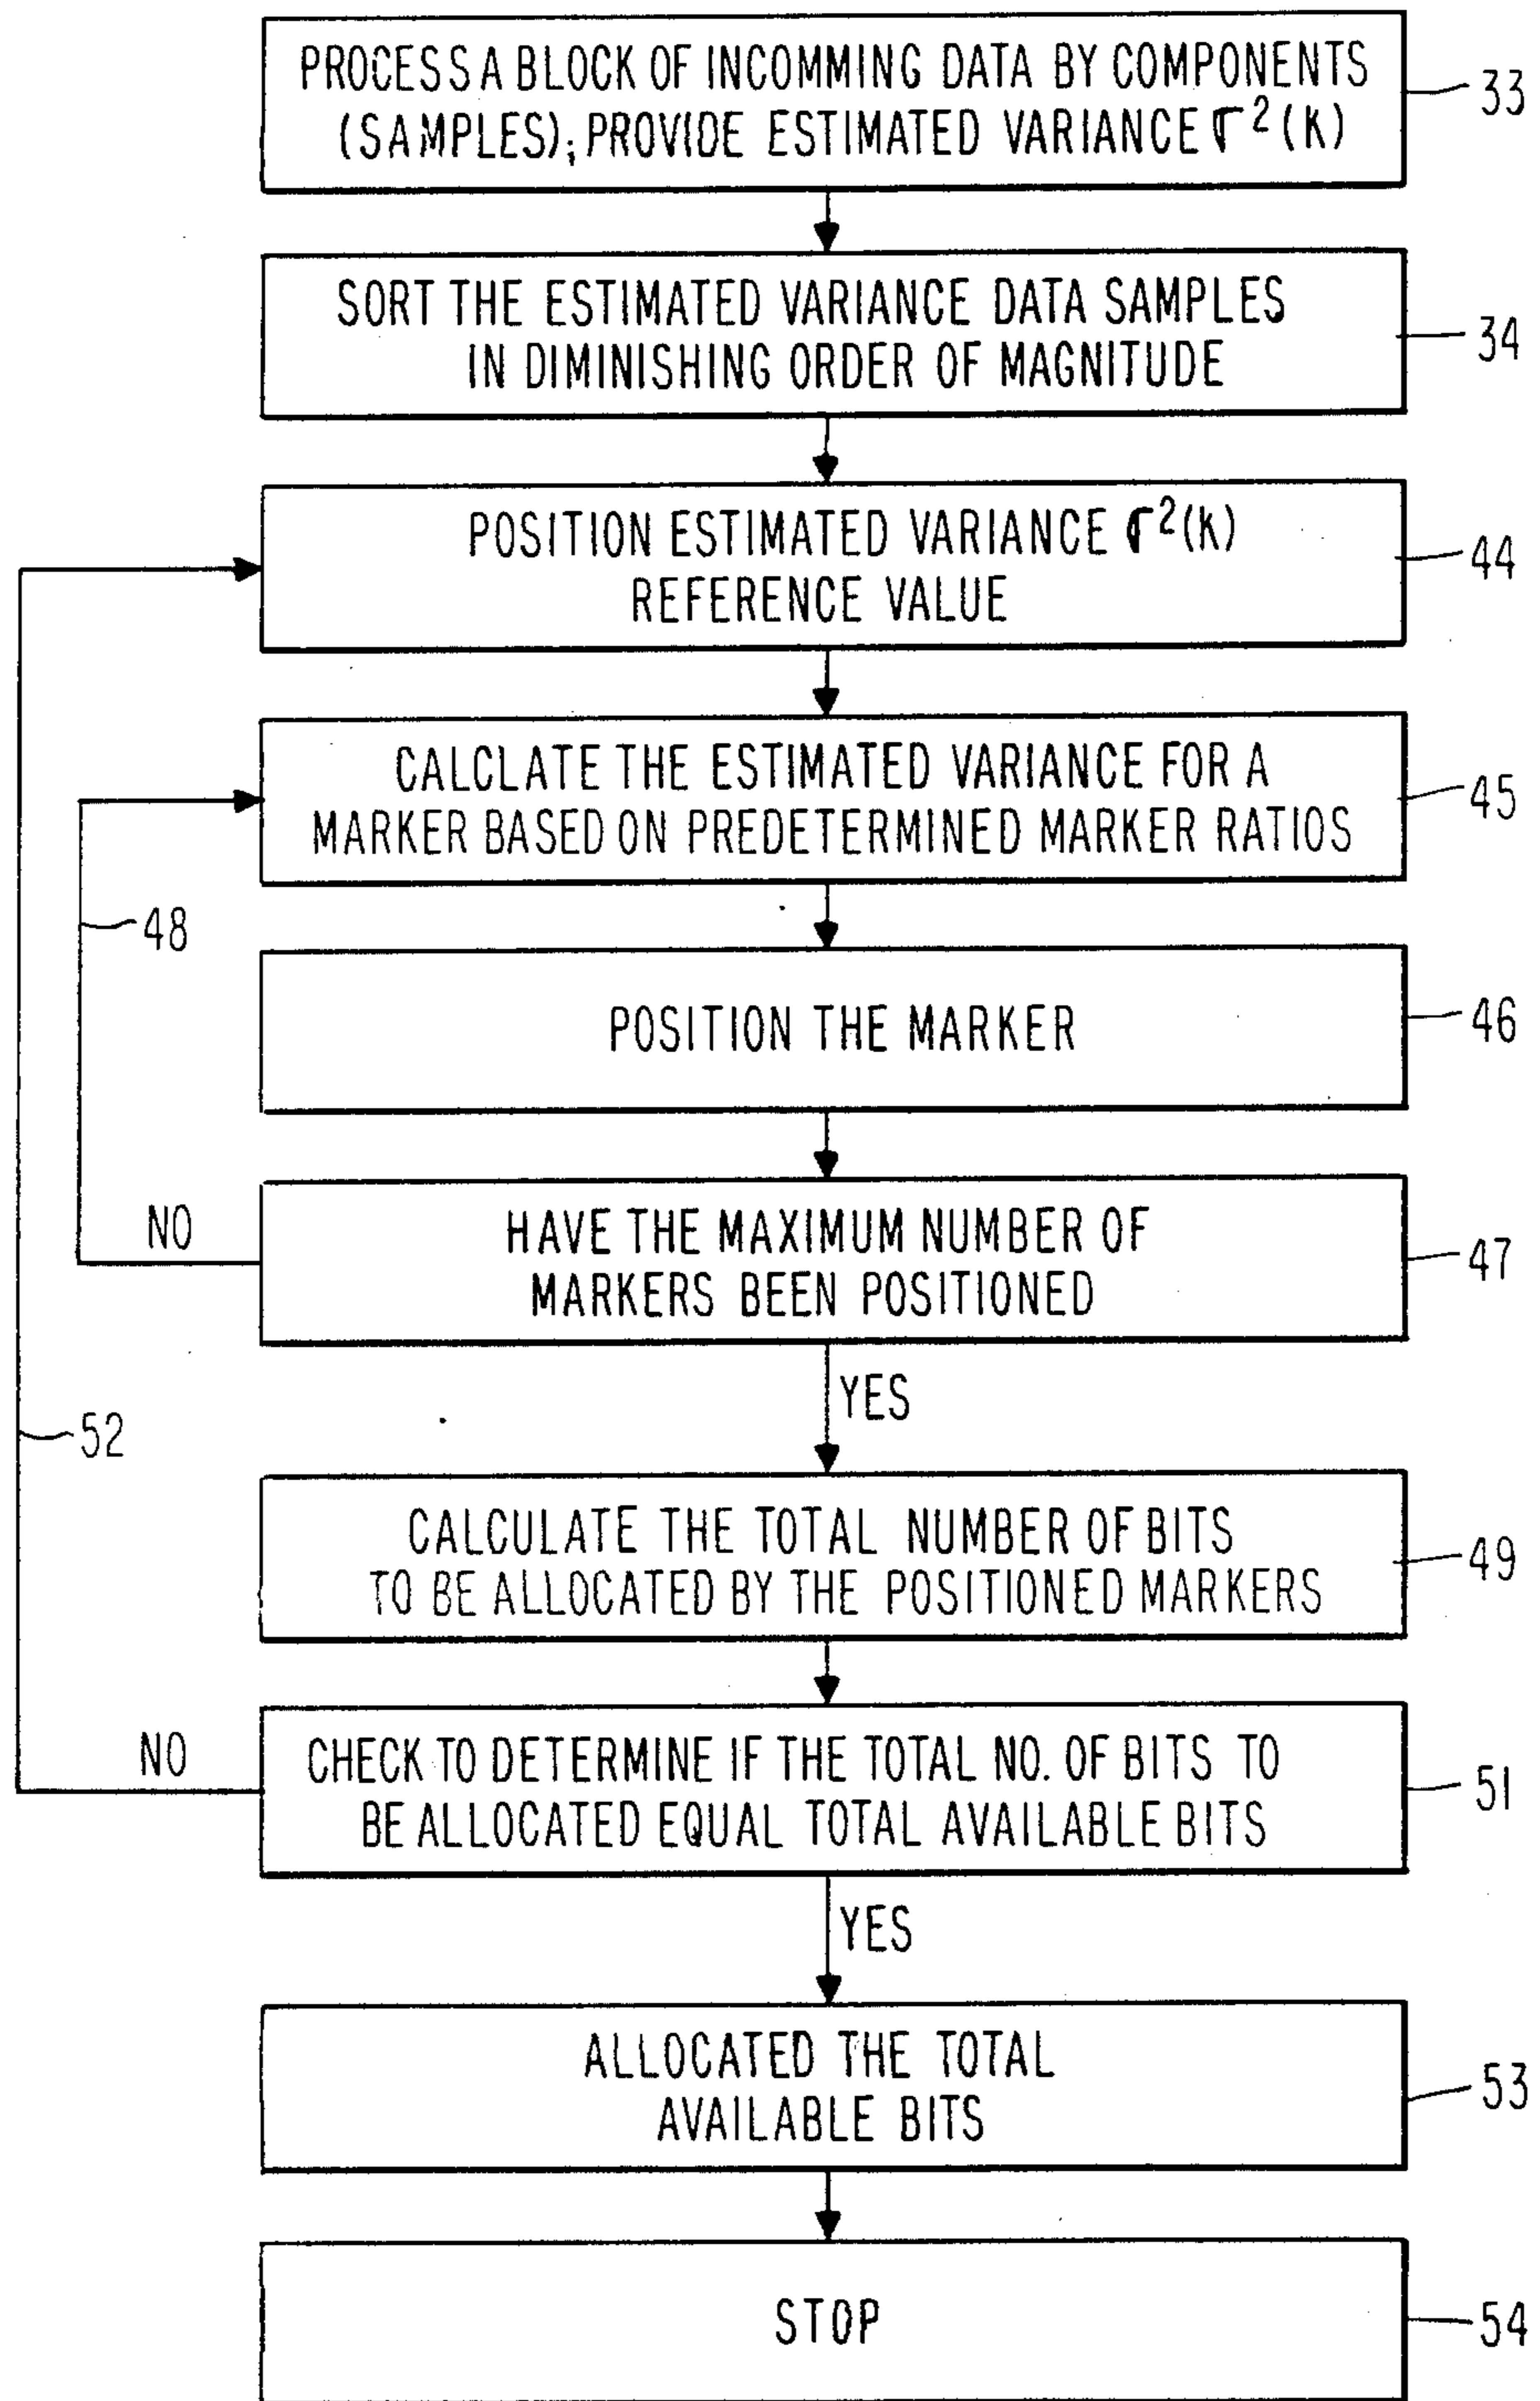 PROCESS A BLOCK OF INCOMMING DATA BY COMPONENTS
(SAMPLES); PROVIDE ESTIMATED VARIANCE σ²(K)
33
SORT THE ESTIMATED VARIANCE DATA SAMPLES
IN DIMINISHING ORDER OF MAGNITUDE
34
POSITION ESTIMATED VARIANCE σ²(K)
REFERENCE VALUE
44
CALCLATE THE ESTIMATED VARIANCE FOR A
MARKER BASED ON PREDETERMINED MARKER RATIOS
45
48
POSITION THE MARKER
46
NO
HAVE THE MAXIMUM NUMBER OF
MARKERS BEEN POSITIONED
47
YES
52
CALCULATE THE TOTAL NUMBER OF BITS
TO BE ALLOCATED BY THE POSITIONED MARKERS
49
NO
CHECK TO DETERMINE IF THE TOTAL NO. OF BITS TO
BE ALLOCATED EQUAL TOTAL AVAILABLE BITS
51
YES
ALLOCATED THE TOTAL
AVAILABLE BITS
53
STOP
54